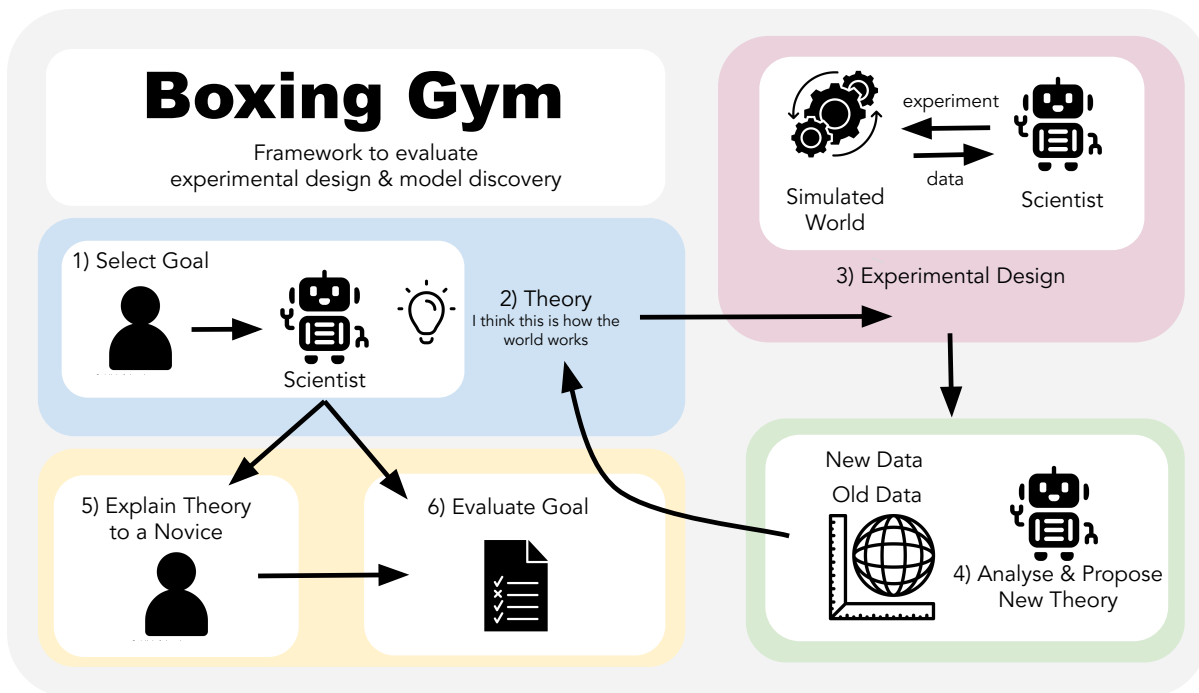 Boxing Gym
Framework to evaluate
experimental design & model discovery
1) Select Goal
Scientist
2) Theory
I think this is how the
world works
experiment
data
Simulated
World
Scientist
3) Experimental Design
New Data
Old Data
4) Analyse & Propose
New Theory
5) Explain Theory
to a Novice
6) Evaluate Goal